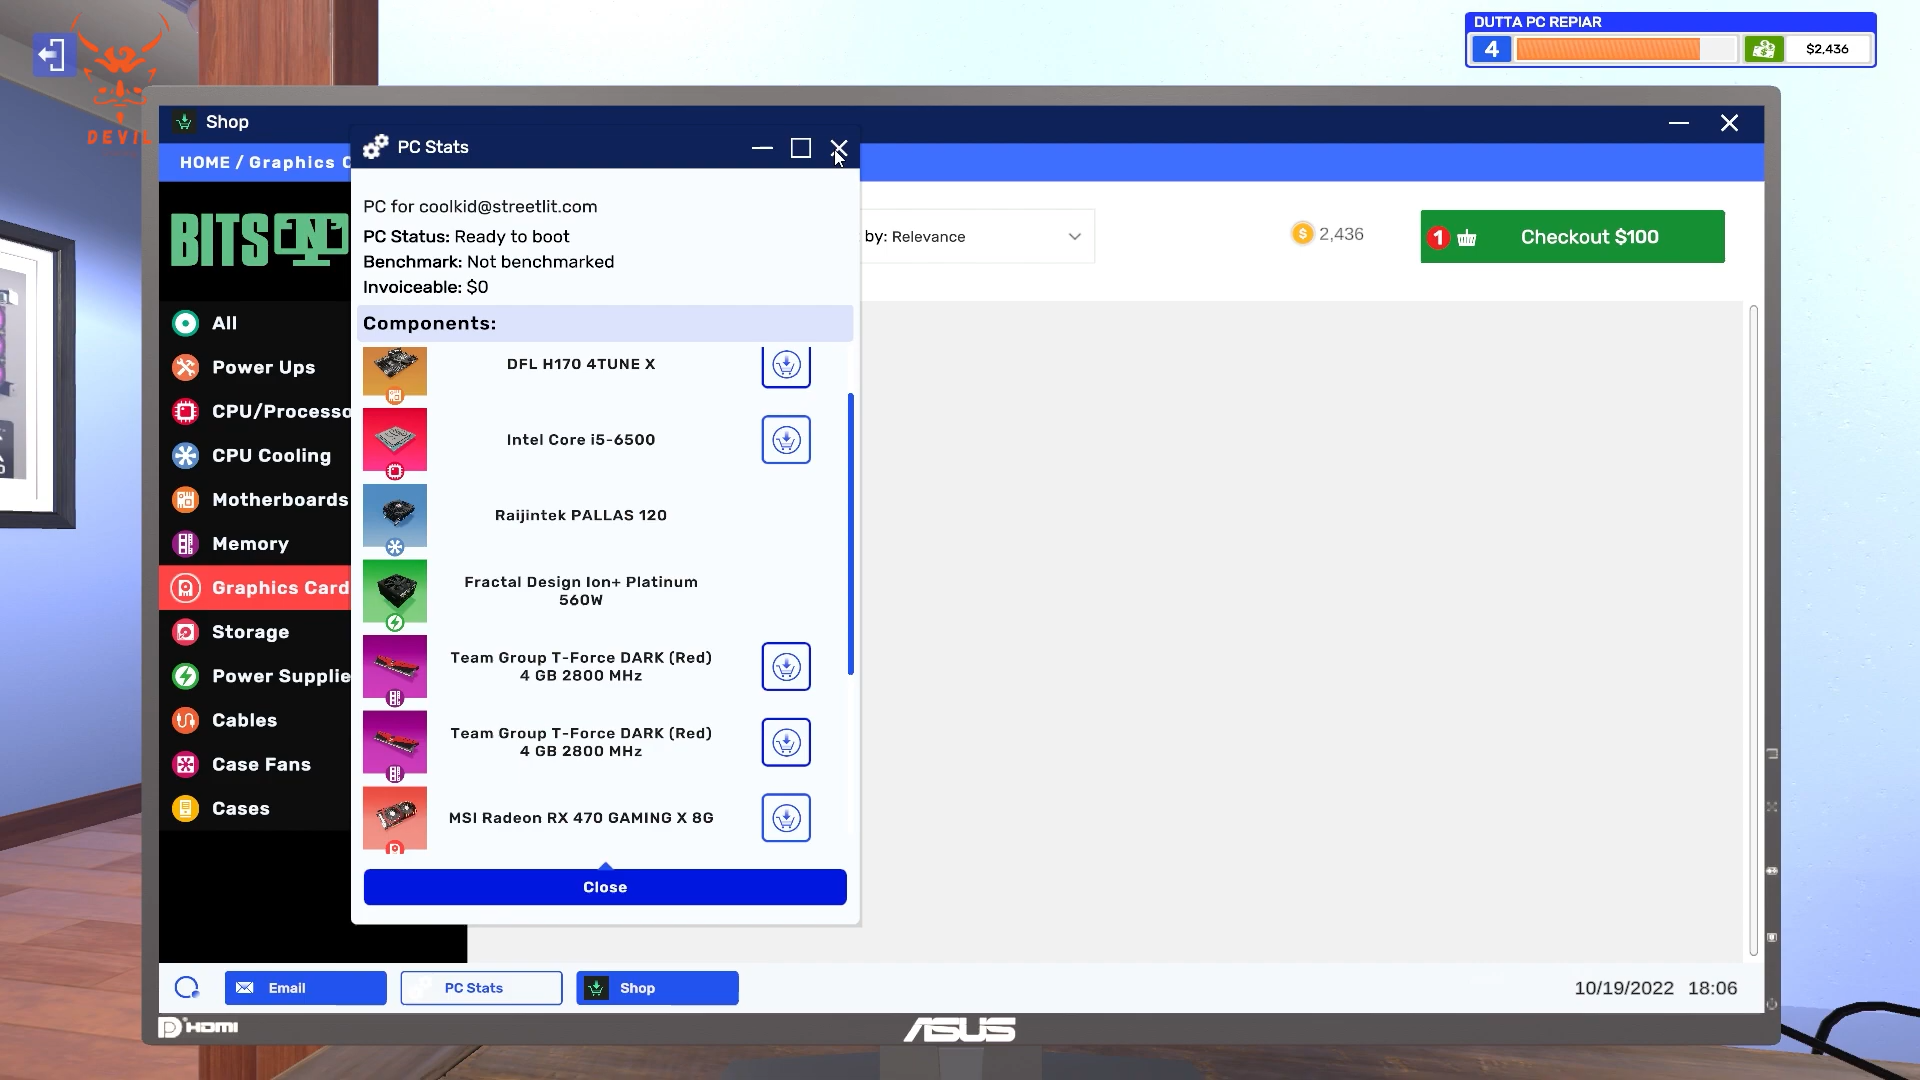 DEVIL
DUTTA PC REPIAR
4
$2,436
Shop
HOME / Graphics C
PC Stats
BITS
PC for coolkid@streetlit.com
PC Status: Ready to boot
Benchmark: Not benchmarked
Invoiceable: $0
Components:
DFL H170 4TUNE X
Intel Core i5-6500
Raijintek PALLAS 120
Fractal Design Ion+ Platinum
560W
Team Group T-Force DARK (Red)
4 GB 2800 MHz
Team Group T-Force DARK (Red)
4 GB 2800 MHz
MSI Radeon RX 470 GAMING X 8G
Close
by: Relevance
2,436
1
Checkout $100
All
Power Ups
CPU/Processo
CPU Cooling
Motherboards
Memory
Graphics Card
Storage
Power Supplie
Cables
Case Fans
Cases
Email
PC Stats
Shop
10/19/2022 18:06
HDMI
ASUS